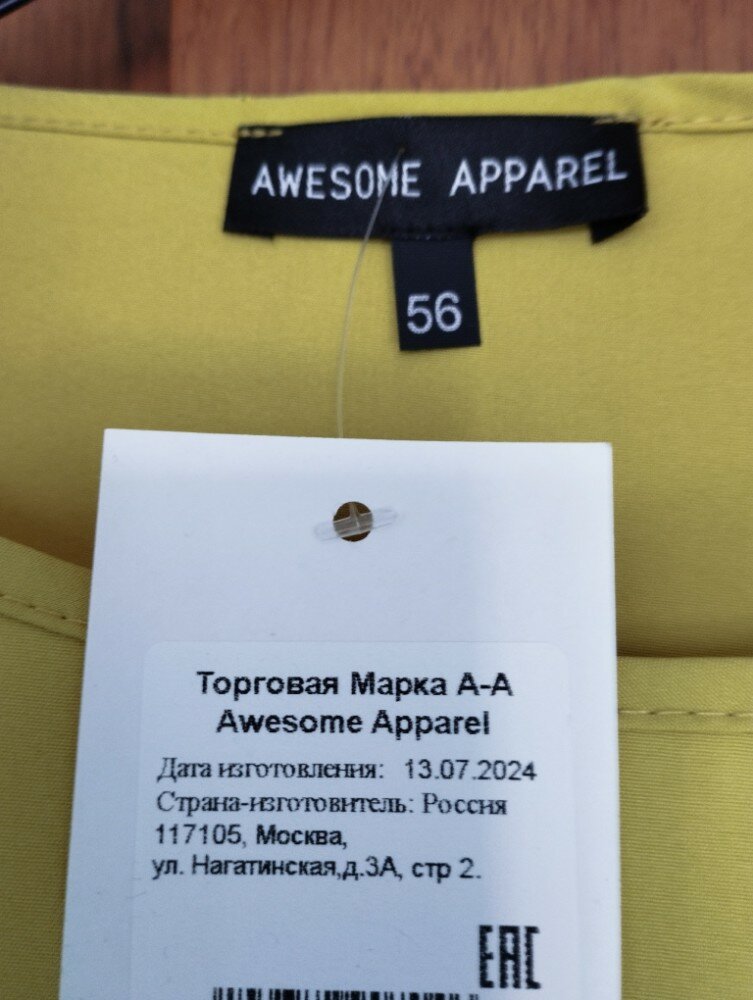 AWESOME APPAREL
56
Торговая Марка А-А
Awesome Apparel
Дата изготовления: 13.07.2024
Страна-изготовитель: Россия
117105, Москва,
ул. Нагатинская,д.3А, стр 2.
EAC